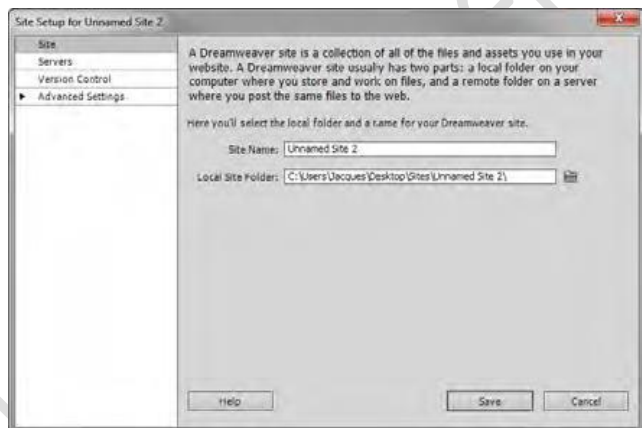 Site Setup for Unnamed Site 2
Site
Servers
Version Control
Advanced Settings
A Dreamweaver site is a collection of all of the files and assets you use in your
website. A Dreamweaver site usually has two parts: a local folder on your
computer where you store and work on files, and a remote folder on a server
where you post the same files to the web.
Here you'll select the local folder and a name for your Dreamweaver site.
Site Name: Unnamed Site 2
Local Site Folder: C:\Users\Jacques\Desktop\Sites\Unnamed Site 2\
Help Save Cancel